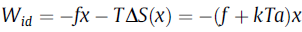 W_{id} = −fx − TΔS(x) = −(f + kTa)x